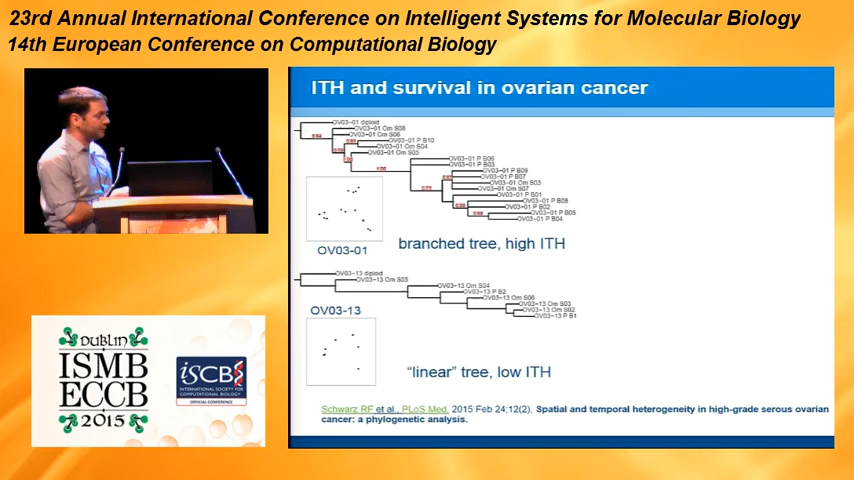 23rd Annual International Conference on Intelligent Systems for Molecular Biology
14th European Conference on Computational Biology
ITH and survival in ovarian cancer
OV03-01 diploid
OV03-01 Om S08
OV03-01 Om S06
OV03-01 P B10
OV03-01 Om S04
OV03-01 Om S05
OV03-01 P B06
OV03-01 P B03
OV03-01 P B09
OV03-01 P B07
OV03-01 Om S03
OV03-01 Om S07
OV03-01 P B01
OV03-01 P B08
OV03-01 P B02
OV03-01 P B05
OV03-01 P B04
OV03-01
branched tree, high ITH
OV03-13 diploid
OV03-13 Om S05
OV03-13 Om S04
OV03-13 P B2
OV03-13 Om S06
OV03-13 Om S03
OV03-13 Om S02
OV03-13 P B1
OV03-13
"linear" tree, low ITH
Schwarz RF et al., PLoS Med. 2015 Feb 24;12(2), Spatial and temporal heterogeneity in high-grade serous ovarian
cancer: a phylogenetic analysis.
DUBLIN
ISMB
ECCB
2015
ISCB
INTERNATIONAL SOCIETY FOR
COMPUTATIONAL BIOLOGY
OFFICIAL CONFERENCE